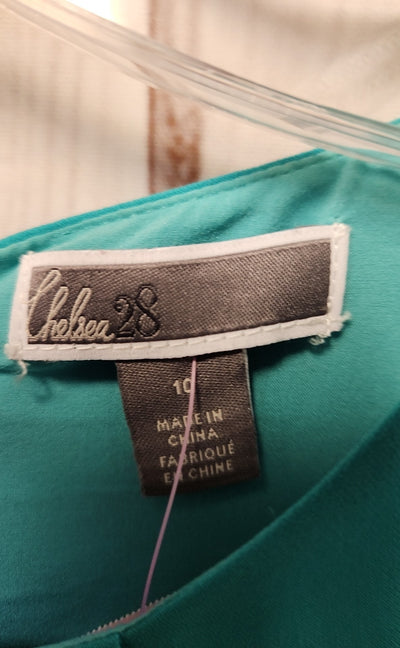 Chelsea28
10
MADE IN
CHINA
FABRIQUÉ
EN CHINE